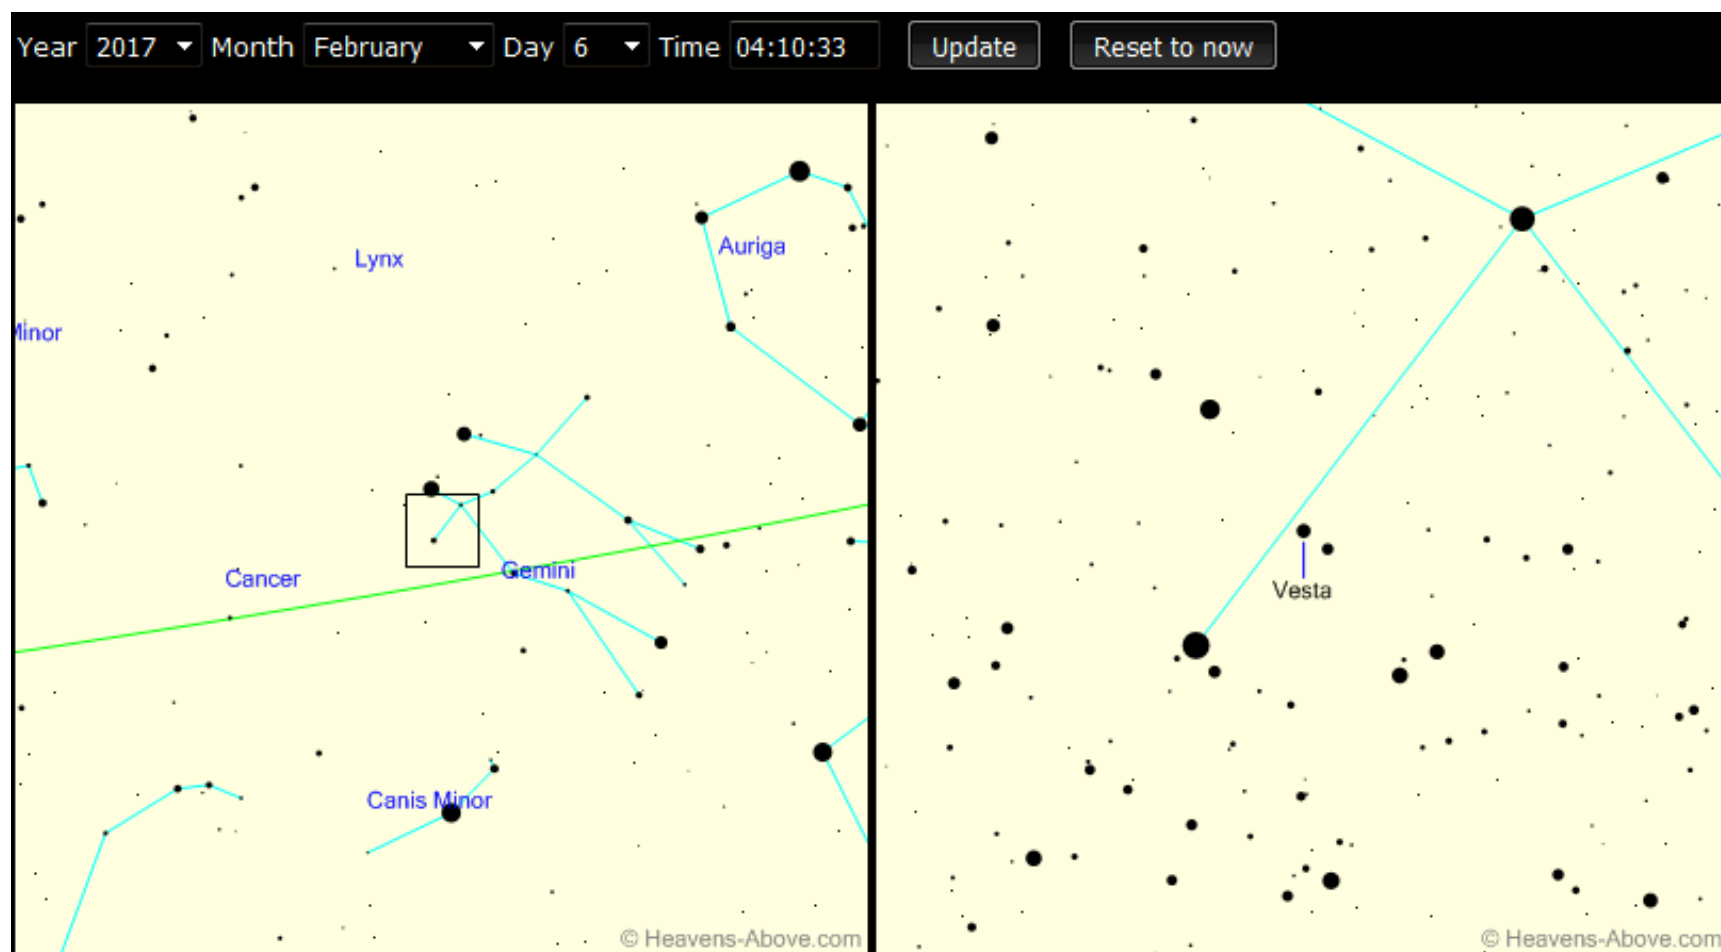 Year 2017 Month February Day 6 Time 04:10:33 Update Reset to now
Auriga
Lynx
Minor
Gemini
Cancer
Canis Minor
© Heavens-Above.com
Vesta
© Heavens-Above.com